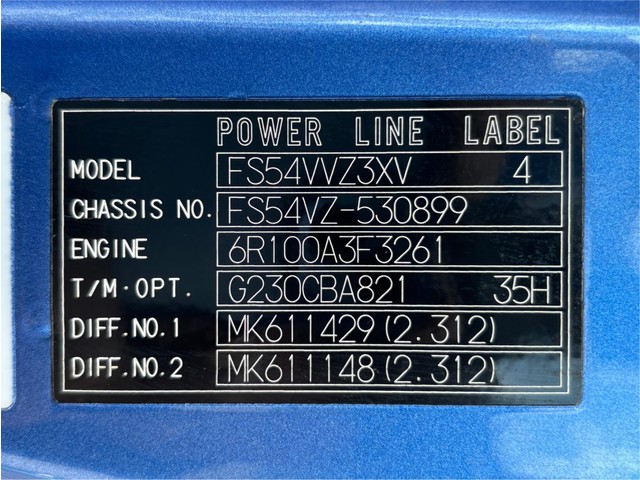 POWER LINE LABEL
MODEL FS54VVZ3XV 4
CHASSIS NO. FS54VZ-530899
ENGINE 6R100A3F3261
T/M·OPT. G230CBA821 35H
DIFF.NO.1 MK611429(2.312)
DIFF.NO.2 MK611148(2.312)